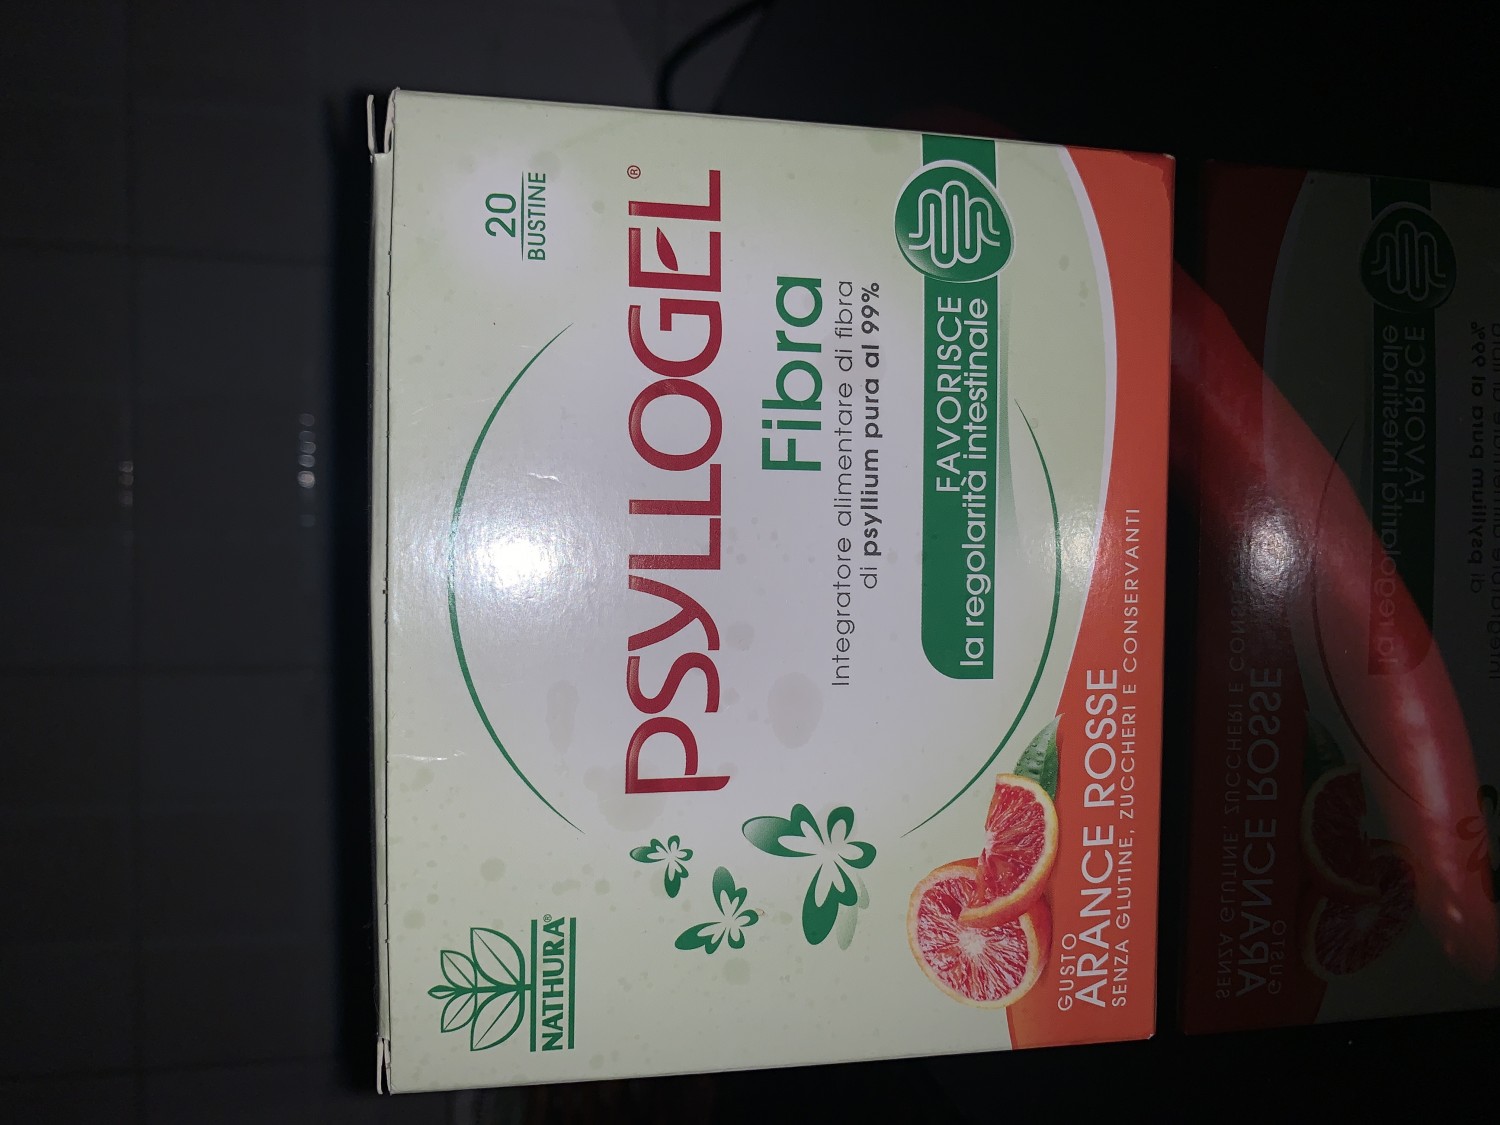 NATHURA®
20
BUSTINE
PSYLLOGEL®
Fibra
Integratore alimentare di fibra
di psyllium pura al 99%
FAVORISCE
la regolarità intestinale
GUSTO
ARANCE ROSSE
SENZA GLUTINE, ZUCCHERI E CONSERVANTI